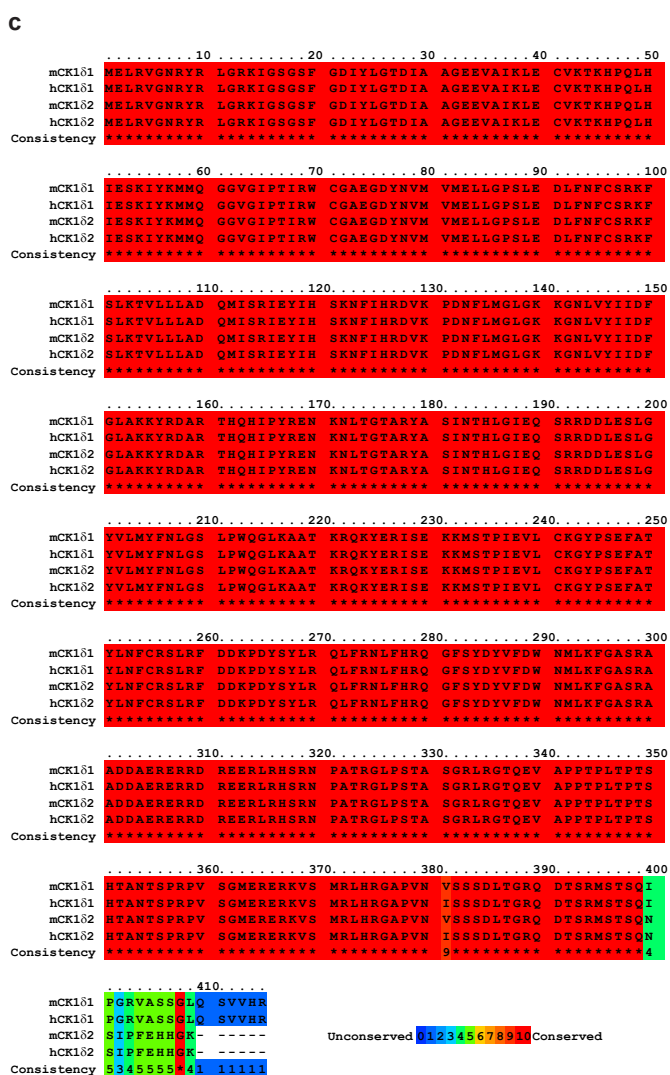 c
. . . . . . . . 10 . . . . . . . . 20 . . . . . . . . 30 . . . . . . . . 40 . . . . . . . . 50
mCK1δ1 MELRVGNRYR LGRKIGSGSF GDIYLGTDIA AGEEVAIKLE CVKTKHPQLH
hCK1δ1 MELRVGNRYR LGRKIGSGSF GDIYLGTDIA AGEEVAIKLE CVKTKHPQLH
mCK1δ2 MELRVGNRYR LGRKIGSGSF GDIYLGTDIA AGEEVAIKLE CVKTKHPQLH
hCK1δ2 MELRVGNRYR LGRKIGSGSF GDIYLGTDIA AGEEVAIKLE CVKTKHPQLH
Consistency ********** ********** ********** ********** **********
. . . . . . . . 60 . . . . . . . . 70 . . . . . . . . 80 . . . . . . . . 90 . . . . . . . 100
mCK1δ1 IESKIYKMMQ GGVGIPTIRW CGAEGDYNVM VMELLGPSLE DLFNFCSRKF
hCK1δ1 IESKIYKMMQ GGVGIPTIRW CGAEGDYNVM VMELLGPSLE DLFNFCSRKF
mCK1δ2 IESKIYKMMQ GGVGIPTIRW CGAEGDYNVM VMELLGPSLE DLFNFCSRKF
hCK1δ2 IESKIYKMMQ GGVGIPTIRW CGAEGDYNVM VMELLGPSLE DLFNFCSRKF
Consistency ********** ********** ********** ********** **********
. . . . . . . 110 . . . . . . . 120 . . . . . . . 130 . . . . . . . 140 . . . . . . . 150
mCK1δ1 SLKTVLLLAD QMISRIEYIH SKNFIHRDVK PDNFLMGLGK KGNLVYIIDF
hCK1δ1 SLKTVLLLAD QMISRIEYIH SKNFIHRDVK PDNFLMGLGK KGNLVYIIDF
mCK1δ2 SLKTVLLLAD QMISRIEYIH SKNFIHRDVK PDNFLMGLGK KGNLVYIIDF
hCK1δ2 SLKTVLLLAD QMISRIEYIH SKNFIHRDVK PDNFLMGLGK KGNLVYIIDF
Consistency ********** ********** ********** ********** **********
. . . . . . . 160 . . . . . . . 170 . . . . . . . 180 . . . . . . . 190 . . . . . . . 200
mCK1δ1 GLAKKYRDAR THQHIPYREN KNLTGTARYA SINTHLGIEQ SRRDDLESLG
hCK1δ1 GLAKKYRDAR THQHIPYREN KNLTGTARYA SINTHLGIEQ SRRDDLESLG
mCK1δ2 GLAKKYRDAR THQHIPYREN KNLTGTARYA SINTHLGIEQ SRRDDLESLG
hCK1δ2 GLAKKYRDAR THQHIPYREN KNLTGTARYA SINTHLGIEQ SRRDDLESLG
Consistency ********** ********** ********** ********** **********
. . . . . . . 210 . . . . . . . 220 . . . . . . . 230 . . . . . . . 240 . . . . . . . 250
mCK1δ1 YVLMYFNLGS LPWQGLKAAT KRQKYERISE KKMSTPIEVL CKGYPSEFAT
hCK1δ1 YVLMYFNLGS LPWQGLKAAT KRQKYERISE KKMSTPIEVL CKGYPSEFAT
mCK1δ2 YVLMYFNLGS LPWQGLKAAT KRQKYERISE KKMSTPIEVL CKGYPSEFAT
hCK1δ2 YVLMYFNLGS LPWQGLKAAT KRQKYERISE KKMSTPIEVL CKGYPSEFAT
Consistency ********** ********** ********** ********** **********
. . . . . . . 260 . . . . . . . 270 . . . . . . . 280 . . . . . . . 290 . . . . . . . 300
mCK1δ1 YLNFCRSLRF DDKPDYSYLR QLFRNLFHRQ GFSYDYVFDW NMLKFGASRA
hCK1δ1 YLNFCRSLRF DDKPDYSYLR QLFRNLFHRQ GFSYDYVFDW NMLKFGASRA
mCK1δ2 YLNFCRSLRF DDKPDYSYLR QLFRNLFHRQ GFSYDYVFDW NMLKFGASRA
hCK1δ2 YLNFCRSLRF DDKPDYSYLR QLFRNLFHRQ GFSYDYVFDW NMLKFGASRA
Consistency ********** ********** ********** ********** **********
. . . . . . . 310 . . . . . . . 320 . . . . . . . 330 . . . . . . . 340 . . . . . . . 350
mCK1δ1 ADDAERERRD REERLRHSRN PATRGLPSTA SGRLRGTQEV APPTPLTPTS
hCK1δ1 ADDAERERRD REERLRHSRN PATRGLPSTA SGRLRGTQEV APPTPLTPTS
mCK1δ2 ADDAERERRD REERLRHSRN PATRGLPSTA SGRLRGTQEV APPTPLTPTS
hCK1δ2 ADDAERERRD REERLRHSRN PATRGLPSTA SGRLRGTQEV APPTPLTPTS
Consistency ********** ********** ********** ********** **********
. . . . . . . 360 . . . . . . . 370 . . . . . . . 380 . . . . . . . 390 . . . . . . . 400
mCK1δ1 HTANTSPRPV SGMERERKVS MRLHRGAPVN VSSSDLTGRQ DTSRMSTSQI
hCK1δ1 HTANTSPRPV SGMERERKVS MRLHRGAPVN ISSSDLTGRQ DTSRMSTSQI
mCK1δ2 HTANTSPRPV SGMERERKVS MRLHRGAPVN VSSSDLTGRQ DTSRMSTSQN
hCK1δ2 HTANTSPRPV SGMERERKVS MRLHRGAPVN ISSSDLTGRQ DTSRMSTSQN
Consistency ********** ********** ********** 9********* *********4
. . . . . . . 410 . . . . .
mCK1δ1 PGRVASSGLQ SVVHR
hCK1δ1 PGRVASSGLQ SVVHR
mCK1δ2 SIPFEHHGK- -----
hCK1δ2 SIPFEHHGK- -----
Consistency 5345555*41 11111
Unconserved 0 1 2 3 4 5 6 7 8 9 10 Conserved